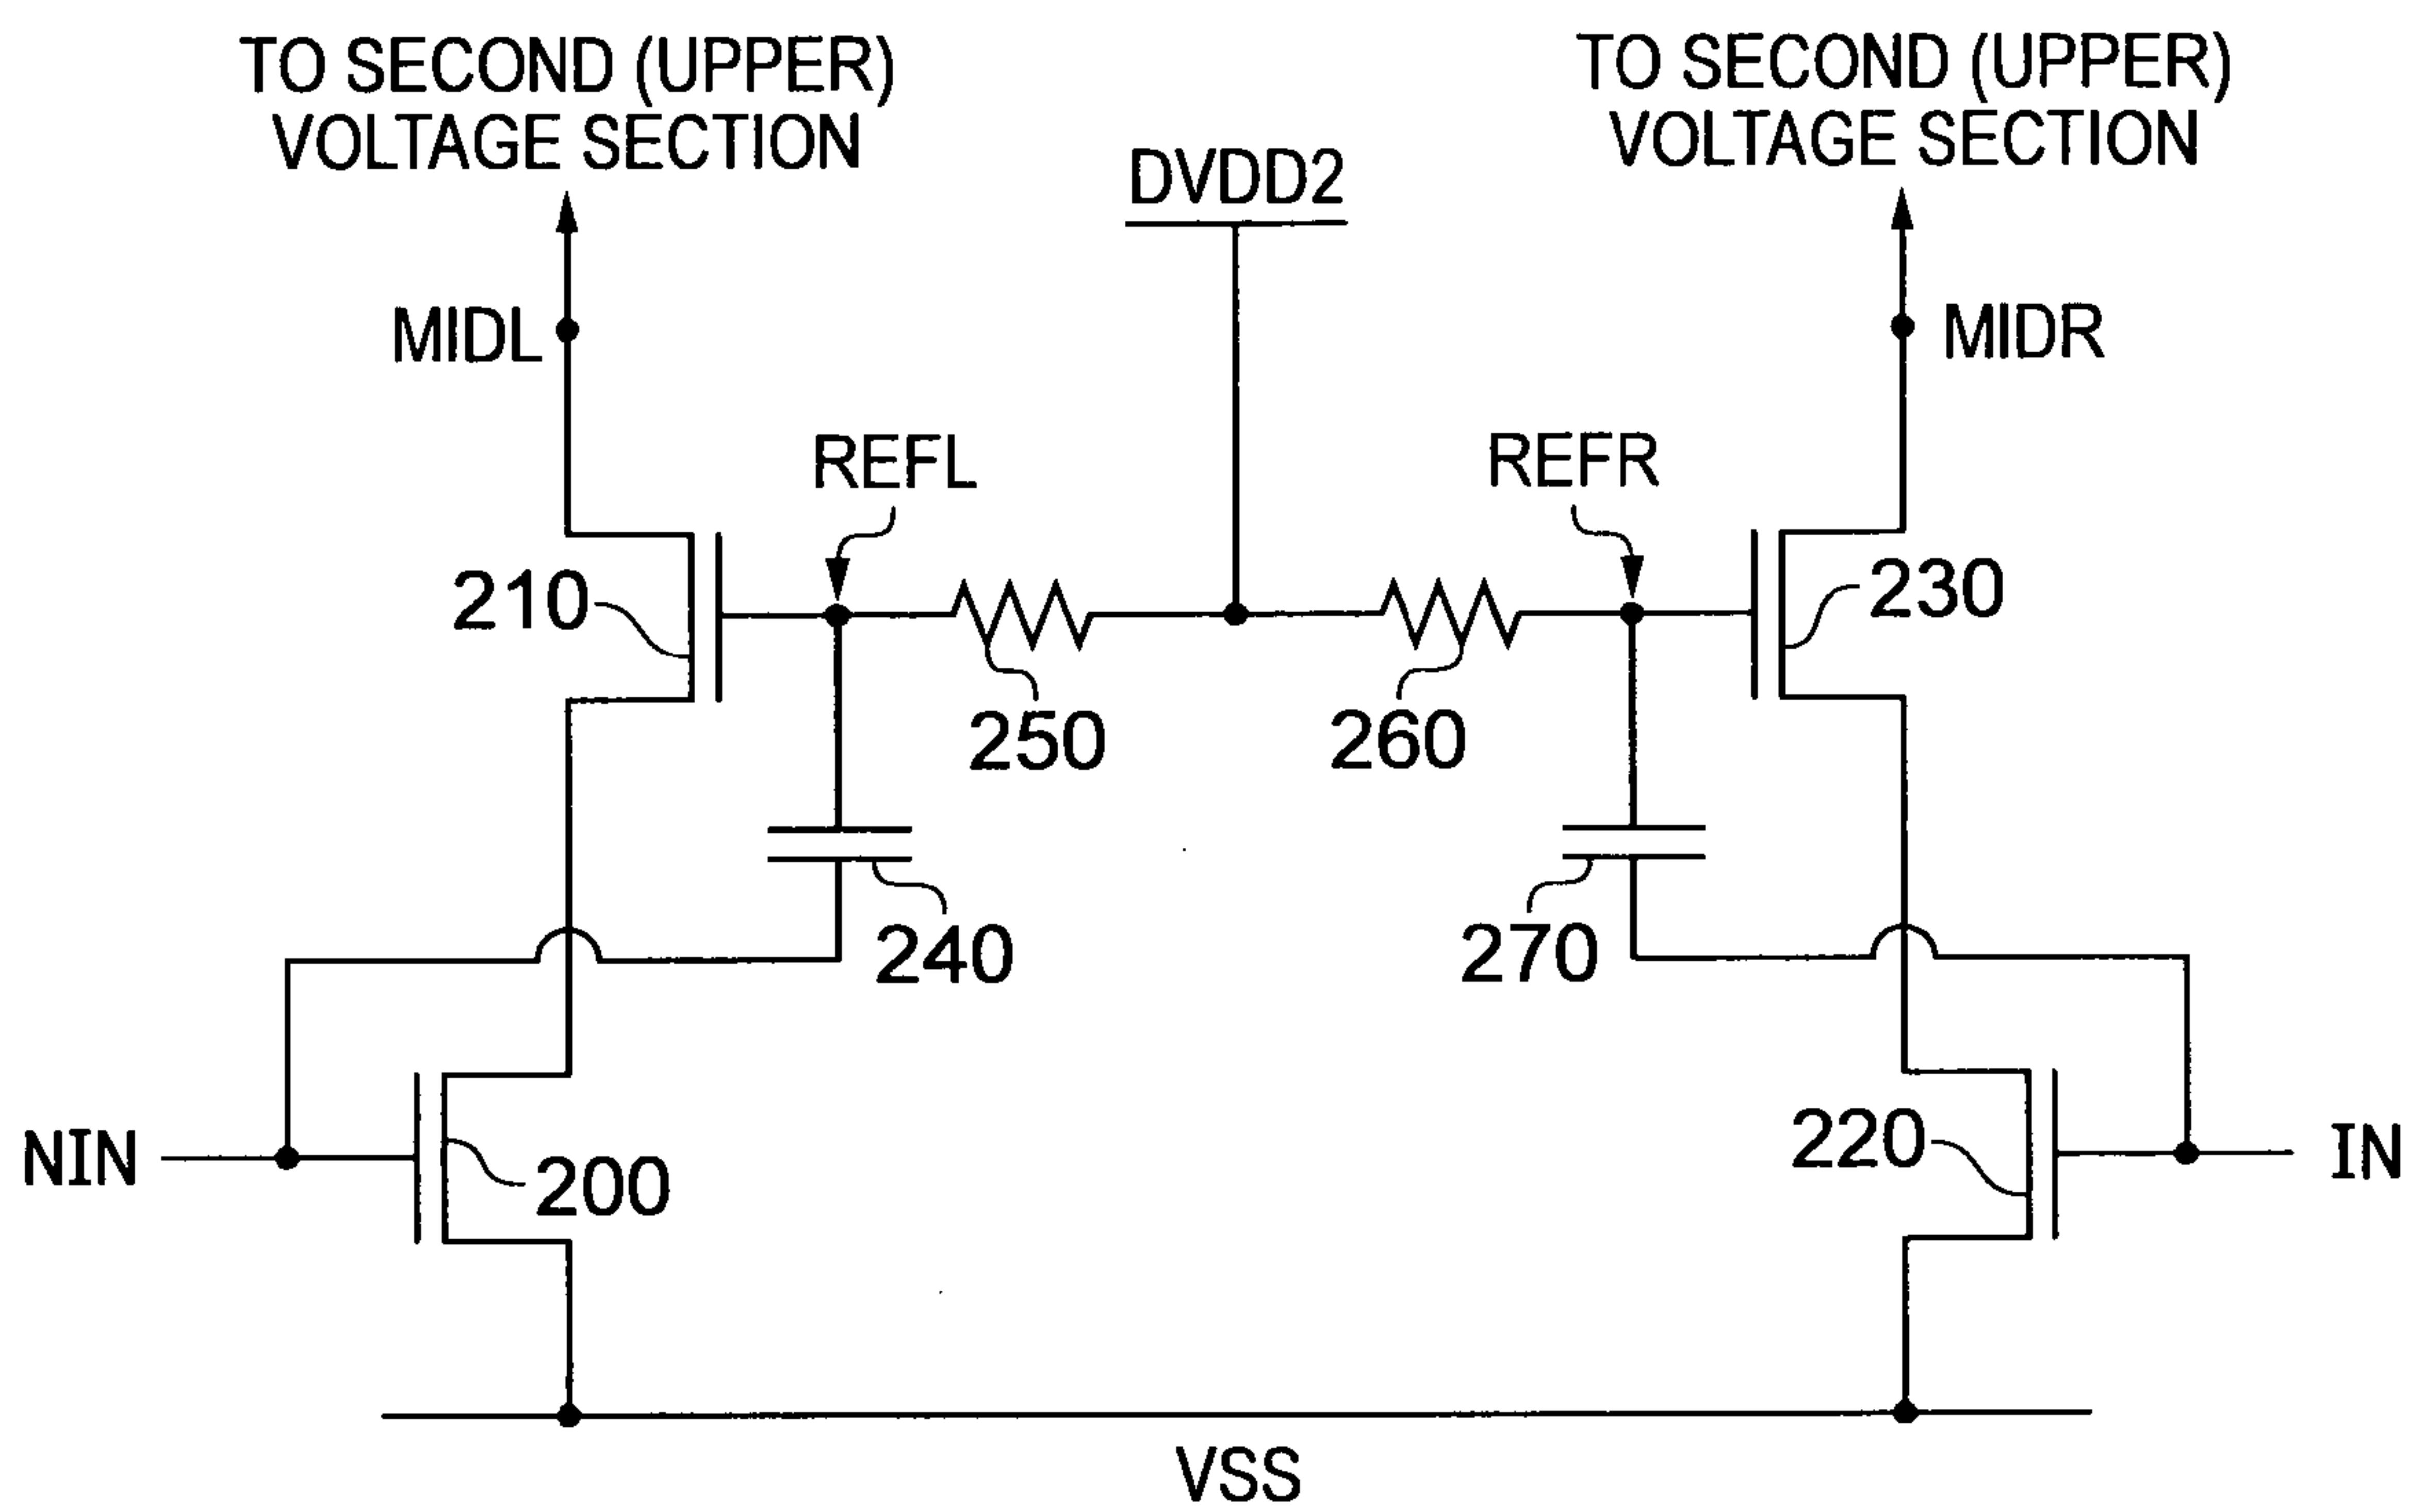 TO SECOND (UPPER)
VOLTAGE SECTION
TO SECOND (UPPER)
VOLTAGE SECTION
DVDD2
MIDL
MIDR
REFL
REFR
210
230
250
260
240
270
NIN
200
220
IN
VSS